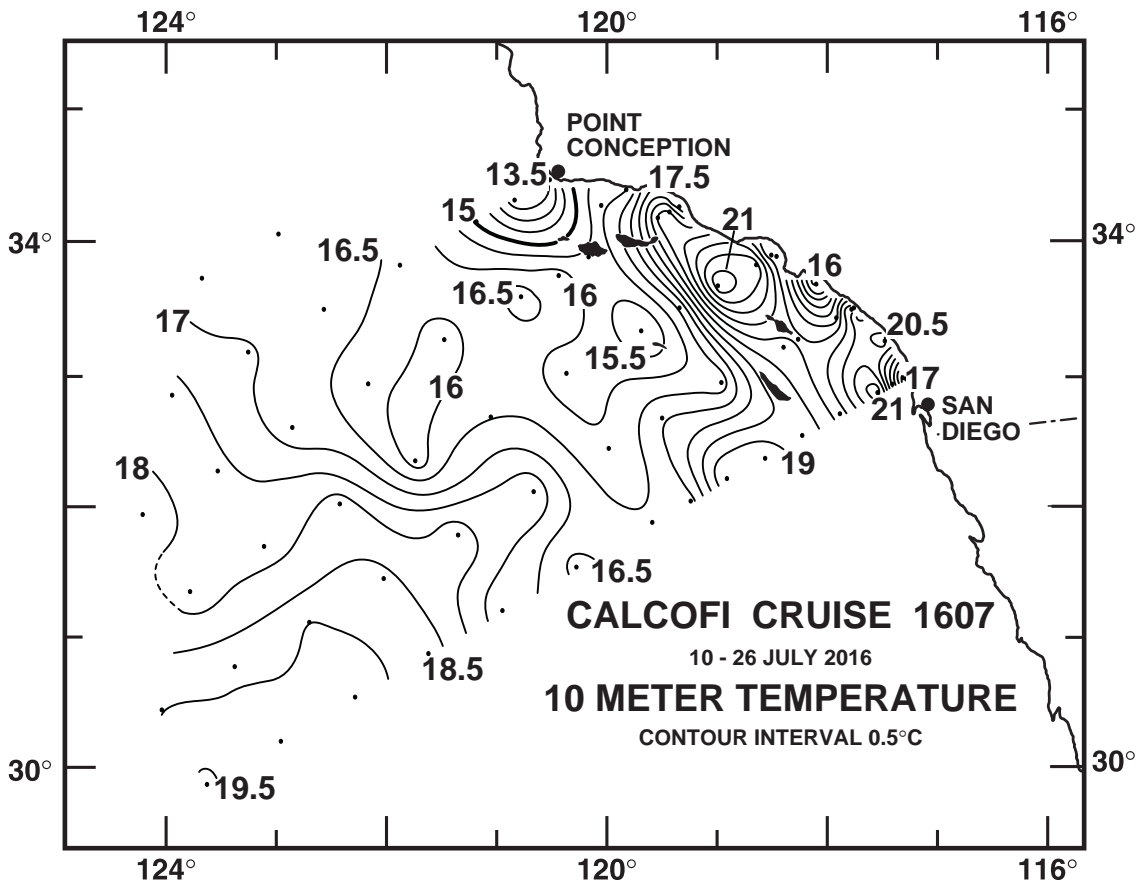 124° 120° 116°
POINT
CONCEPTION
13.5 17.5
15 21
34° 16.5 34°
16
16.5 16
17 20.5
15.5
16 17
21 SAN
DIEGO
19
18
16.5
CALCOFI CRUISE 1607
10 - 26 JULY 2016
18.5
10 METER TEMPERATURE
CONTOUR INTERVAL 0.5°C
30° 30°
19.5
124° 120° 116°